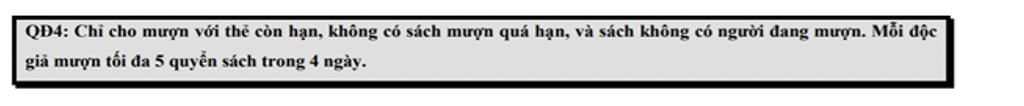 QĐ4: Chỉ cho mượn với thẻ còn hạn, không có sách mượn quá hạn, và sách không có người đang mượn. Mỗi độc
giả mượn tối đa 5 quyển sách trong 4 ngày.